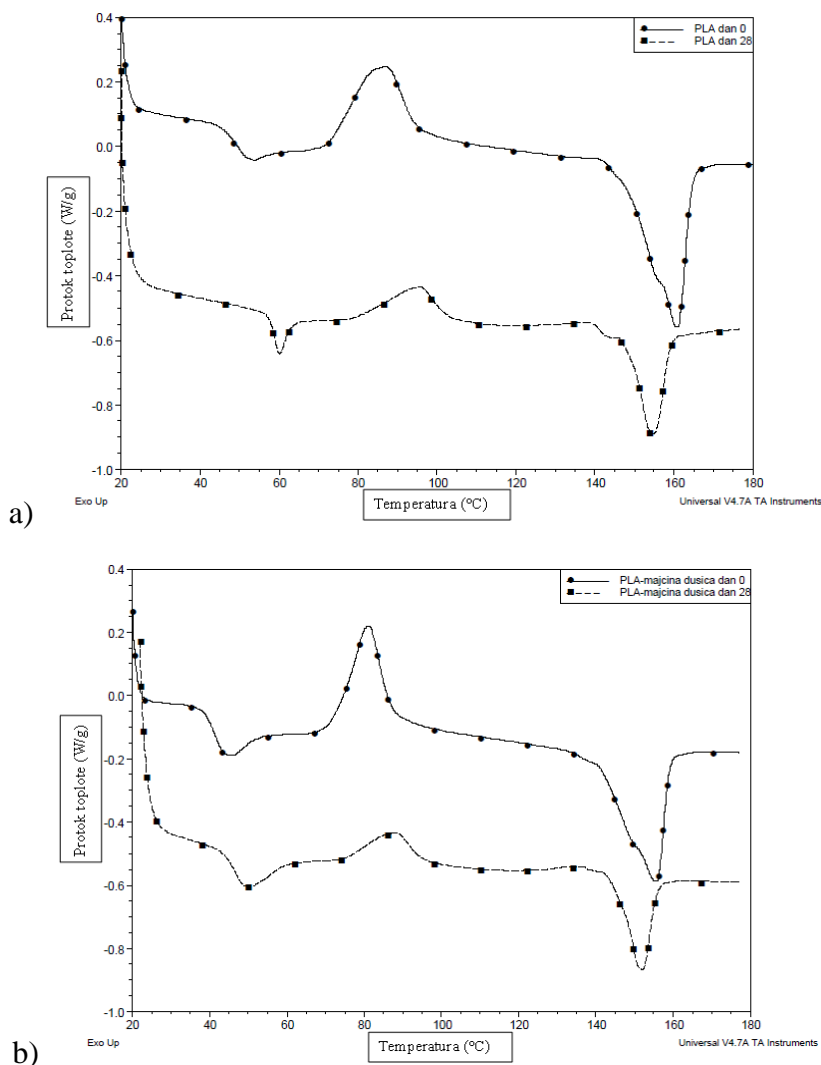 PLA dan 0
PLA dan 28
0.4
0.2
0.0
-0.2
-0.4
-0.6
-0.8
-1.0
Protok toplote (W/g)
20 40 60 80 100 120 140 160 180
Exo Up Temperatura (°C) Universal V4.7A TA Instruments
a)
PLA-majcina dusica dan 0
PLA-majcina dusica dan 28
0.4
0.2
0.0
-0.2
-0.4
-0.6
-0.8
-1.0
Protok toplote (W/g)
20 40 60 80 100 120 140 160 180
Exo Up Temperatura (°C) Universal V4.7A TA Instruments
b)